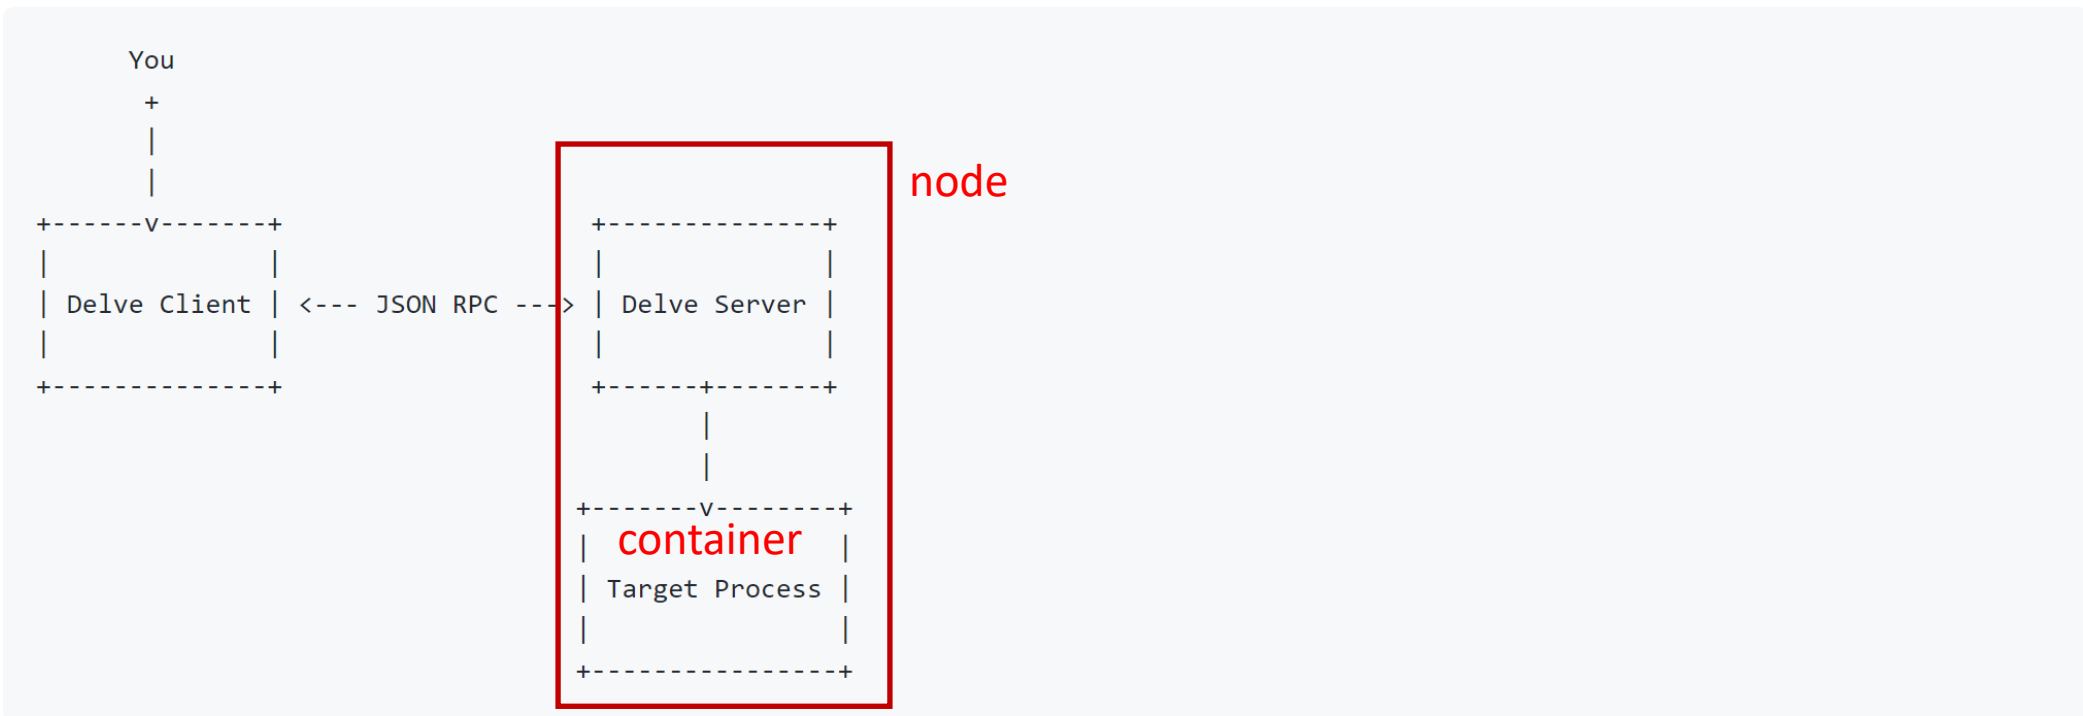 You
+
|
|
+------v-------+ +--------------+
| | | |
| Delve Client | <--- JSON RPC ---> | Delve Server |
| | | |
+--------------+ +------+-------+
|
|
+-------v--------+
| |
| Target Process |
| |
+----------------+
node
container